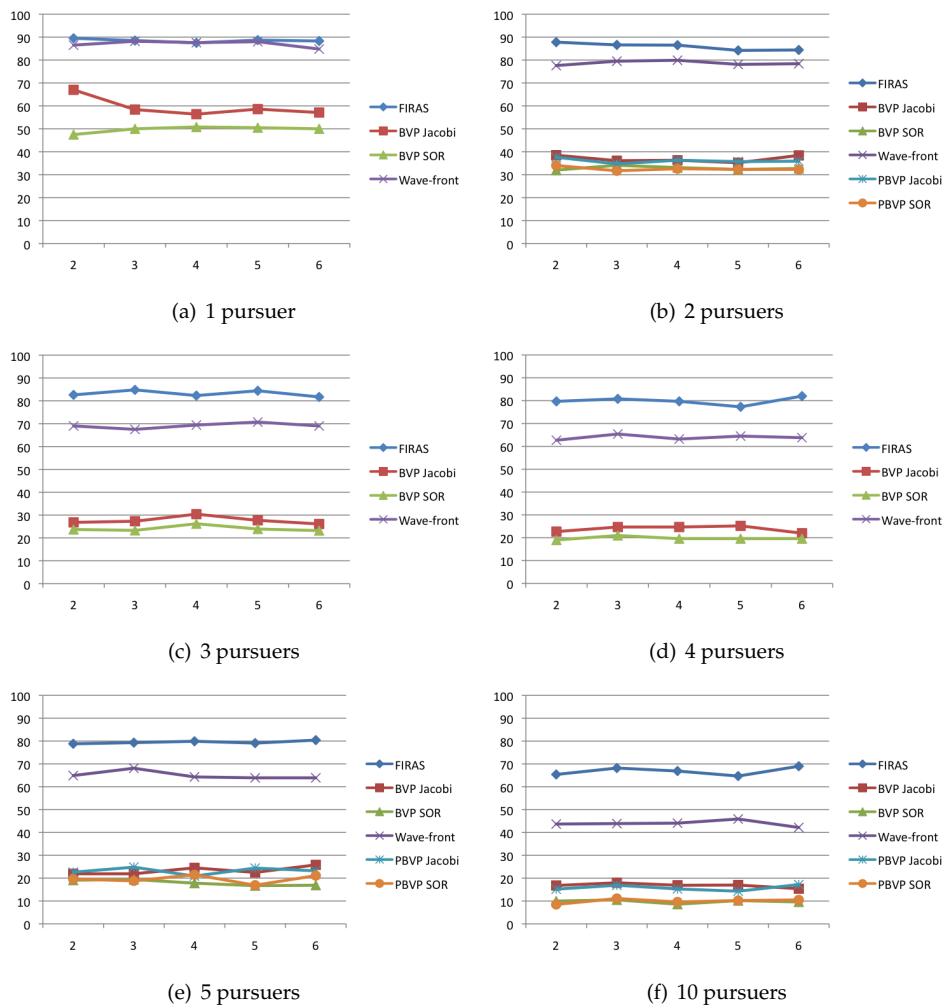 100
90
80
70
60
50
40
30
20
10
0
2 3 4 5 6
FIRAS
BVP Jacobi
BVP SOR
Wave-front
(a) 1 pursuer
100
90
80
70
60
50
40
30
20
10
0
2 3 4 5 6
FIRAS
BVP Jacobi
BVP SOR
Wave-front
PBVP Jacobi
PBVP SOR
(b) 2 pursuers
100
90
80
70
60
50
40
30
20
10
0
2 3 4 5 6
FIRAS
BVP Jacobi
BVP SOR
Wave-front
(c) 3 pursuers
100
90
80
70
60
50
40
30
20
10
0
2 3 4 5 6
FIRAS
BVP Jacobi
BVP SOR
Wave-front
(d) 4 pursuers
100
90
80
70
60
50
40
30
20
10
0
2 3 4 5 6
FIRAS
BVP Jacobi
BVP SOR
Wave-front
PBVP Jacobi
PBVP SOR
(e) 5 pursuers
100
90
80
70
60
50
40
30
20
10
0
2 3 4 5 6
FIRAS
BVP Jacobi
BVP SOR
Wave-front
PBVP Jacobi
PBVP SOR
(f) 10 pursuers